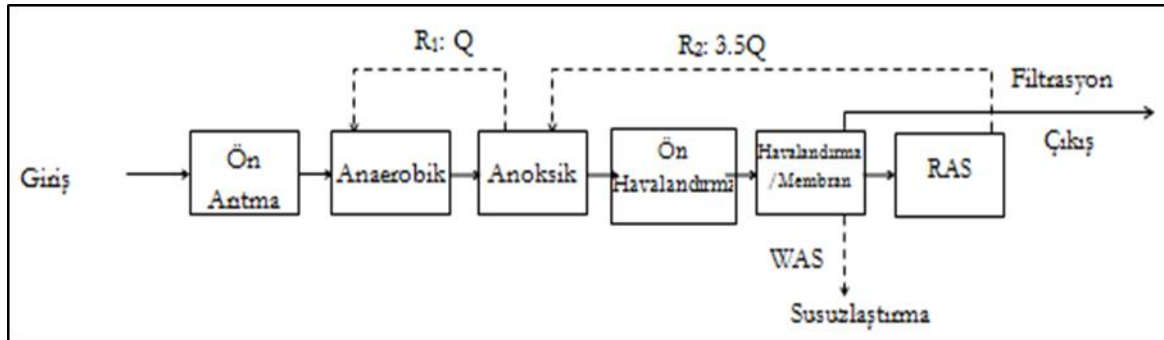 R₁: Q
R₂: 3.5Q
Filtrasyon
Giriş
Ön
Arıtma
Anaerobik
Anoksik
Ön
Havalandırma
Havalandırma
/Membran
RAS
Çıkış
WAS
Susuzlaştırma